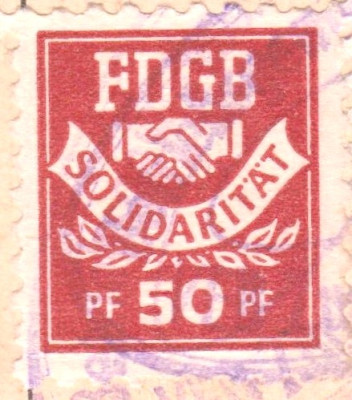 FDGB
SOLIDARITÄT
PF 50 PF